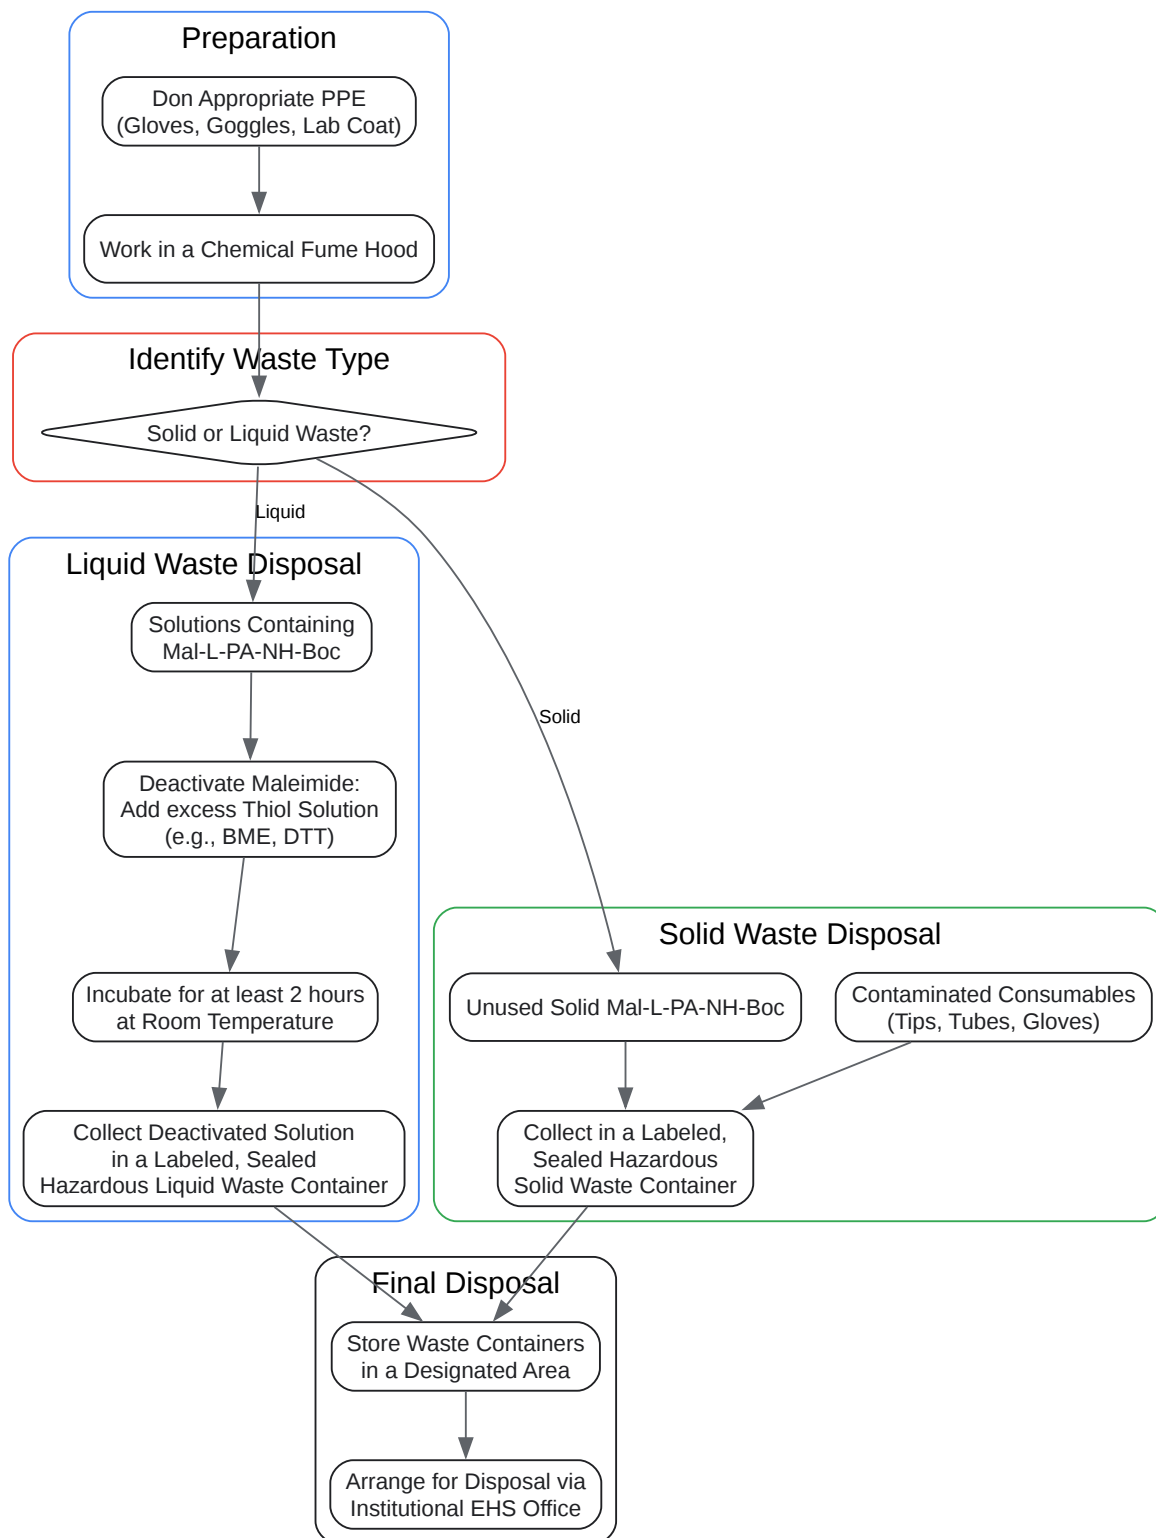 Preparation
Don Appropriate PPE
(Gloves, Goggles, Lab Coat)
Work in a Chemical Fume Hood
Identify Waste Type
Solid or Liquid Waste?
Liquid
Liquid Waste Disposal
Solutions Containing
Mal-L-PA-NH-Boc
Solid
Deactivate Maleimide:
Add excess Thiol Solution
(e.g., BME, DTT)
Incubate for at least 2 hours
at Room Temperature
Collect Deactivated Solution
in a Labeled, Sealed
Hazardous Liquid Waste Container
Solid Waste Disposal
Unused Solid Mal-L-PA-NH-Boc
Contaminated Consumables
(Tips, Tubes, Gloves)
Collect in a Labeled,
Sealed Hazardous
Solid Waste Container
Final Disposal
Store Waste Containers
in a Designated Area
Arrange for Disposal via
Institutional EHS Office